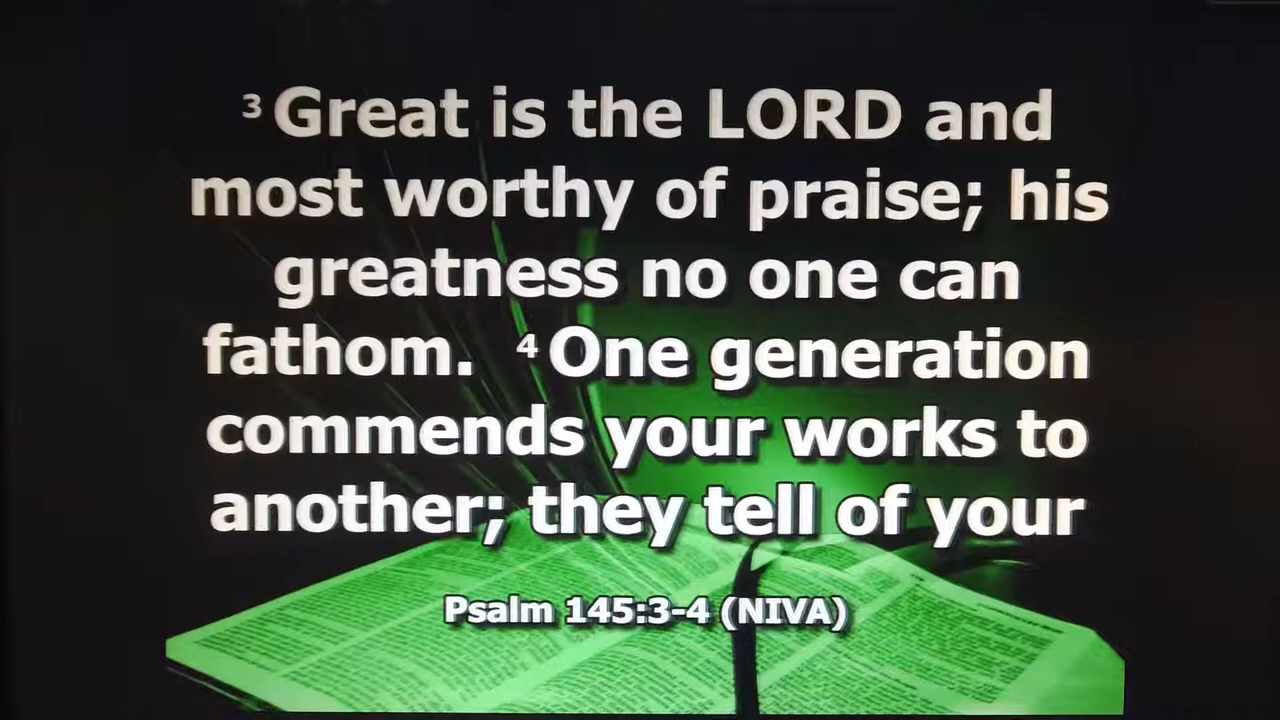 3 Great is the LORD and
most worthy of praise; his
greatness no one can
fathom. 4 One generation
commends your works to
another; they tell of your
Psalm 145:3-4 (NIVA)